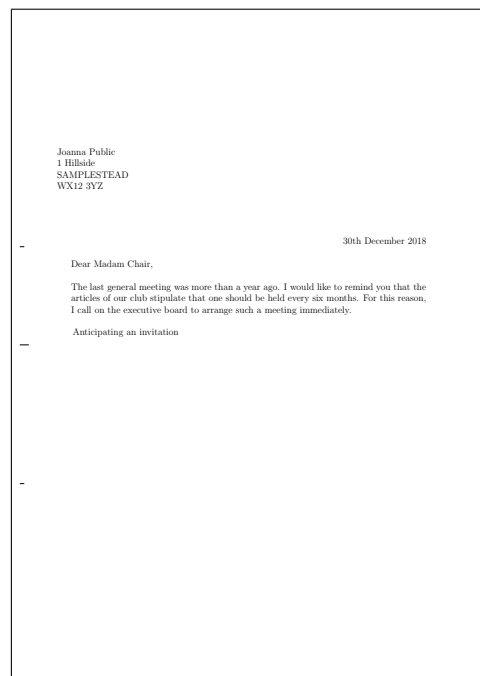 Joanna Public
1 Hillside
SAMPLESTEAD
WX12 3YZ
30th December 2018
Dear Madam Chair,
The last general meeting was more than a year ago. I would like to remind you that the
articles of our club stipulate that one should be held every six months. For this reason,
I call on the executive board to arrange such a meeting immediately.
Anticipating an invitation